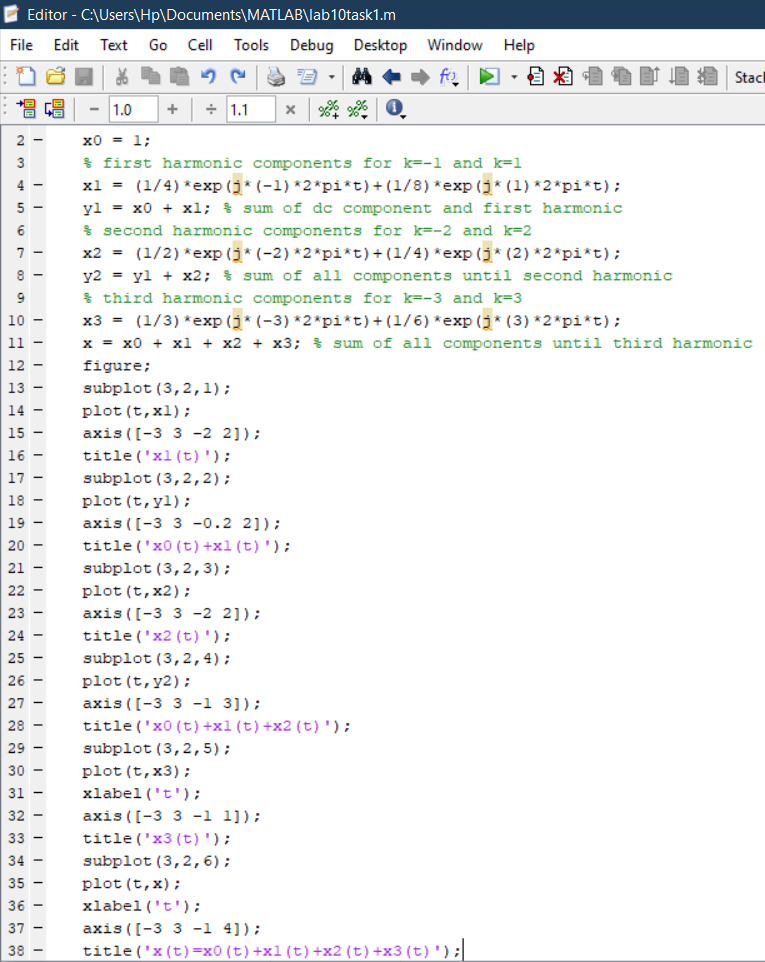 Editor - C:\Users\Hp\Documents\MATLAB\lab10task1.m
File Edit Text Go Cell Tools Debug Desktop Window Help
Stack
− 1.0 + ÷ 1.1 ×
2 − x0 = 1;
3 % first harmonic components for k=-1 and k=1
4 − x1 = (1/4)*exp(j*(-1)*2*pi*t)+(1/8)*exp(j*(1)*2*pi*t);
5 − y1 = x0 + x1; % sum of dc component and first harmonic
6 % second harmonic components for k=-2 and k=2
7 − x2 = (1/2)*exp(j*(-2)*2*pi*t)+(1/4)*exp(j*(2)*2*pi*t);
8 − y2 = y1 + x2; % sum of all components until second harmonic
9 % third harmonic components for k=-3 and k=3
10 − x3 = (1/3)*exp(j*(-3)*2*pi*t)+(1/6)*exp(j*(3)*2*pi*t);
11 − x = x0 + x1 + x2 + x3; % sum of all components until third harmonic
12 − figure;
13 − subplot(3,2,1);
14 − plot(t,x1);
15 − axis([-3 3 -2 2]);
16 − title('x1(t)');
17 − subplot(3,2,2);
18 − plot(t,y1);
19 − axis([-3 3 -0.2 2]);
20 − title('x0(t)+x1(t)');
21 − subplot(3,2,3);
22 − plot(t,x2);
23 − axis([-3 3 -2 2]);
24 − title('x2(t)');
25 − subplot(3,2,4);
26 − plot(t,y2);
27 − axis([-3 3 -1 3]);
28 − title('x0(t)+x1(t)+x2(t)');
29 − subplot(3,2,5);
30 − plot(t,x3);
31 − xlabel('t');
32 − axis([-3 3 -1 1]);
33 − title('x3(t)');
34 − subplot(3,2,6);
35 − plot(t,x);
36 − xlabel('t');
37 − axis([-3 3 -1 4]);
38 − title('x(t)=x0(t)+x1(t)+x2(t)+x3(t)');